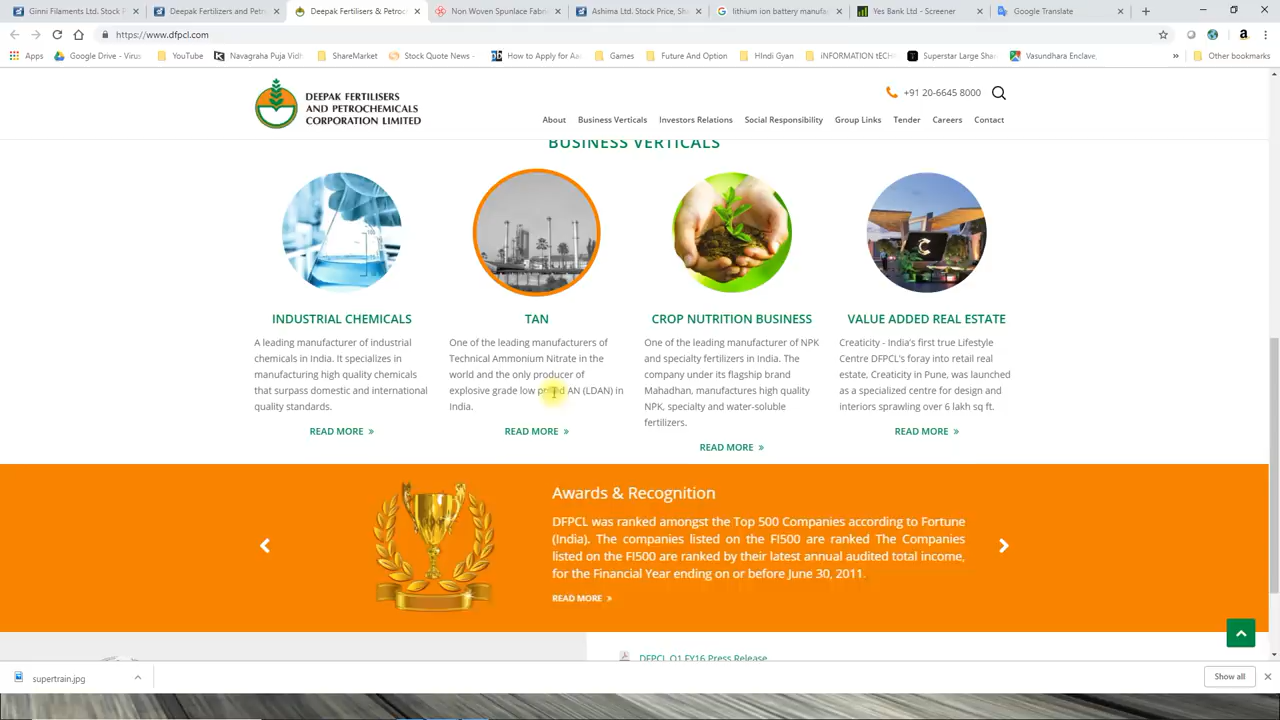 Ginni Filaments Ltd. Stock P
Deepak Fertilizers and Petr
Deepak Fertilisers & Petroc
Non Woven Spunlace Fabri
Ashima Ltd. Stock Price, Sh
lithium ion battery manufa
Yes Bank Ltd - Screener
Google Translate
https://www.dfpcl.com
Apps
Google Drive - Virus
YouTube
Navagraha Puja Vidh
ShareMarket
Stock Quote News -
How to Apply for Aa
Games
Future And Option
HIndi Gyan
iNFORMATION tECH
Superstar Large Shar
Vasundhara Enclave,
Other bookmarks
DEEPAK FERTILISERS
AND PETROCHEMICALS
CORPORATION LIMITED
+91 20-6645 8000
About Business Verticals Investors Relations Social Responsibility Group Links Tender Careers Contact
BUSINESS VERTICALS
INDUSTRIAL CHEMICALS
A leading manufacturer of industrial
chemicals in India. It specializes in
manufacturing high quality chemicals
that surpass domestic and international
quality standards.
READ MORE »
TAN
One of the leading manufacturers of
Technical Ammonium Nitrate in the
world and the only producer of
explosive grade low prilled AN (LDAN) in
India.
READ MORE »
CROP NUTRITION BUSINESS
One of the leading manufacturer of NPK
and specialty fertilizers in India. The
company under its flagship brand
Mahadhan, manufactures high quality
NPK, specialty and water-soluble
fertilizers.
READ MORE »
C
VALUE ADDED REAL ESTATE
Creaticity - India's first true Lifestyle
Centre DFPCL's foray into retail real
estate, Creaticity in Pune, was launched
as a specialized centre for design and
interiors sprawling over 6 lakh sq ft.
READ MORE »
Awards & Recognition
DFPCL was ranked amongst the Top 500 Companies according to Fortune
(India). The companies listed on the FI500 are ranked The Companies
listed on the FI500 are ranked by their latest annual audited total income,
for the Financial Year ending on or before June 30, 2011.
READ MORE »
DFPCL Q1 FY16 Press Release
supertrain.jpg
Show all